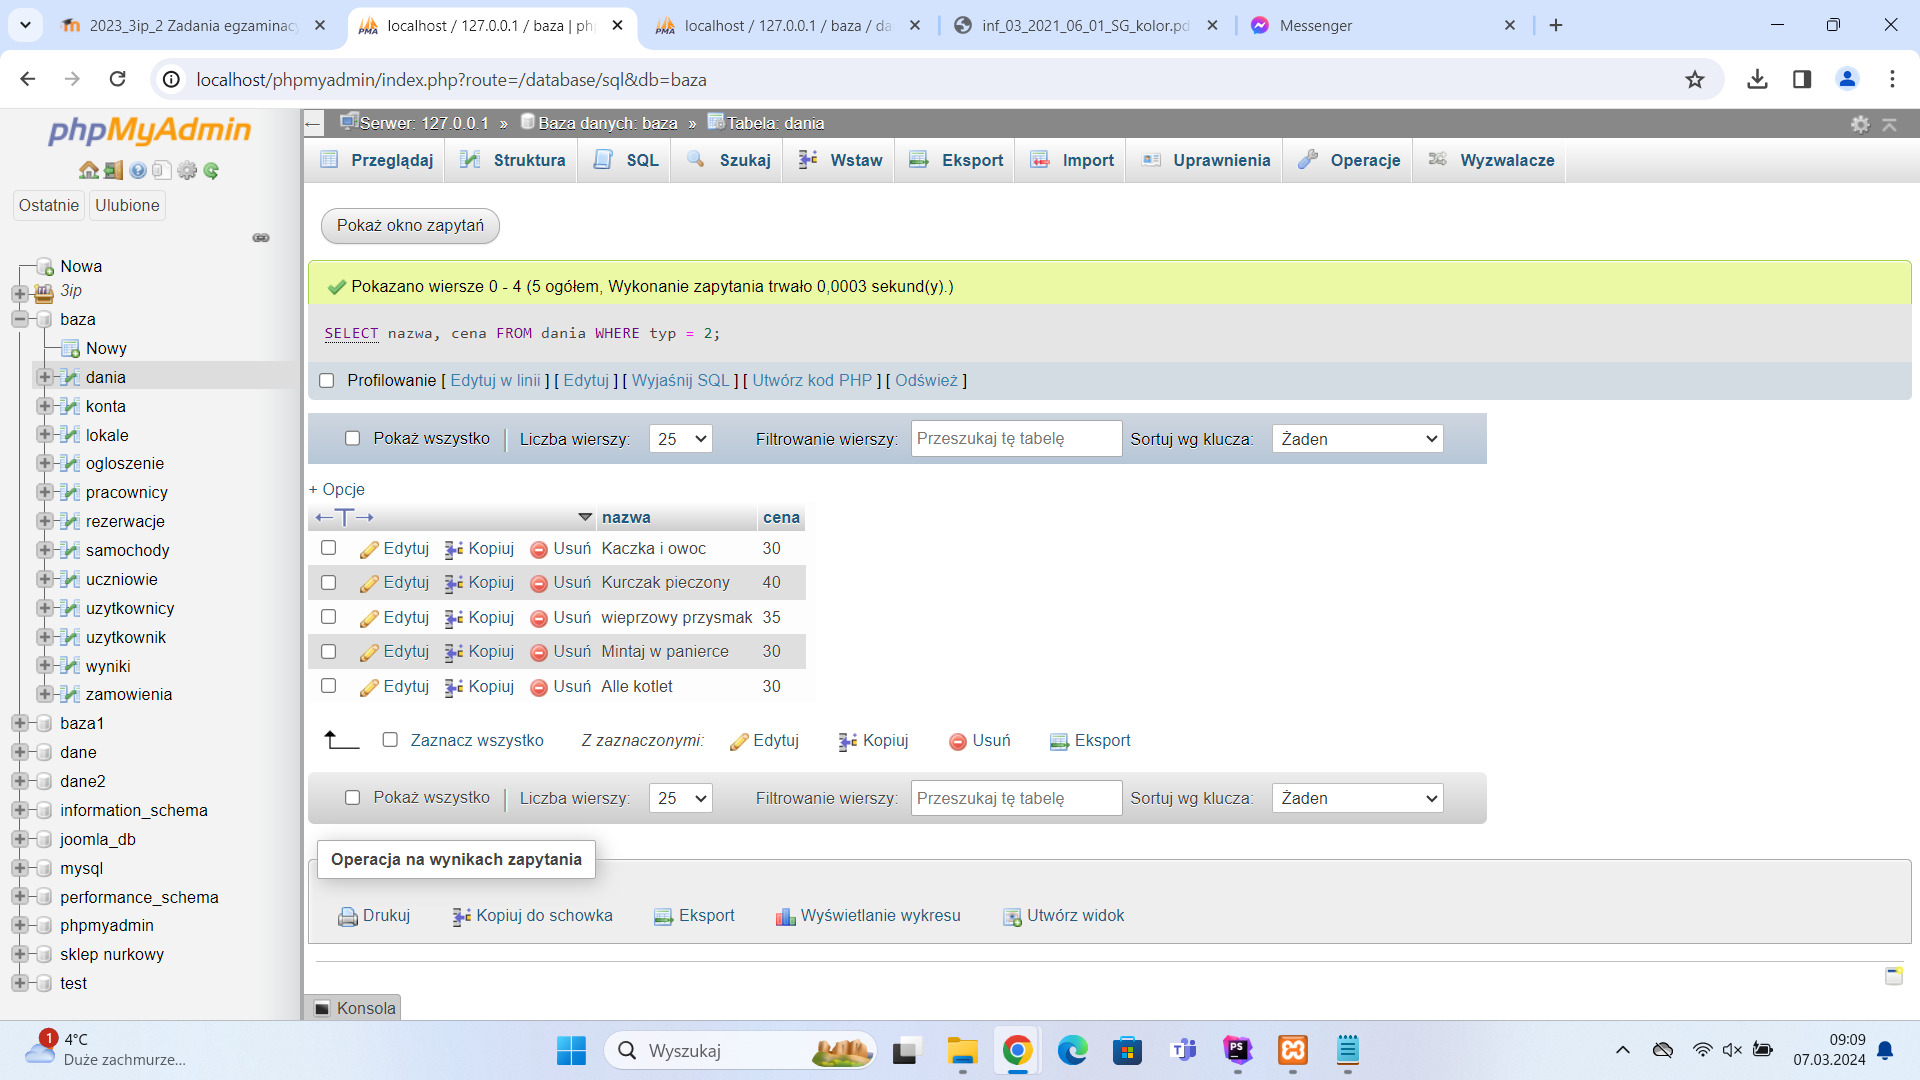 2023_3ip_2 Zadania egzaminac
localhost / 127.0.0.1 / baza | ph
localhost / 127.0.0.1 / baza / da
inf_03_2021_06_01_SG_kolor.pd
Messenger
localhost/phpmyadmin/index.php?route=/database/sql&db=baza
phpMyAdmin
Ostatnie
Ulubione
Nowa
3ip
baza
Nowy
dania
konta
lokale
ogloszenie
pracownicy
rezerwacje
samochody
uczniowie
uzytkownicy
uzytkownik
wyniki
zamowienia
baza1
dane
dane2
information_schema
joomla_db
mysql
performance_schema
phpmyadmin
sklep nurkowy
test
Serwer: 127.0.0.1 » Baza danych: baza » Tabela: dania
Przeglądaj Struktura SQL Szukaj Wstaw Eksport Import Uprawnienia Operacje Wyzwalacze
Pokaż okno zapytań
Pokazano wiersze 0 - 4 (5 ogółem, Wykonanie zapytania trwało 0,0003 sekund(y).)
SELECT nazwa, cena FROM dania WHERE typ = 2;
Profilowanie [ Edytuj w linii ] [ Edytuj ] [ Wyjaśnij SQL ] [ Utwórz kod PHP ] [ Odśwież ]
Pokaż wszystko | Liczba wierszy: 25 Filtrowanie wierszy: Przeszukaj tę tabelę Sortuj wg klucza: Żaden
+ Opcje
←T→ nazwa cena
Edytuj Kopiuj Usuń Kaczka i owoc 30
Edytuj Kopiuj Usuń Kurczak pieczony 40
Edytuj Kopiuj Usuń wieprzowy przysmak 35
Edytuj Kopiuj Usuń Mintaj w panierce 30
Edytuj Kopiuj Usuń Alle kotlet 30
Zaznacz wszystko Z zaznaczonymi: Edytuj Kopiuj Usuń Eksport
Pokaż wszystko | Liczba wierszy: 25 Filtrowanie wierszy: Przeszukaj tę tabelę Sortuj wg klucza: Żaden
Operacja na wynikach zapytania
Drukuj Kopiuj do schowka Eksport Wyświetlanie wykresu Utwórz widok
Konsola
1
4°C
Duże zachmurze...
Wyszukaj
09:09
07.03.2024